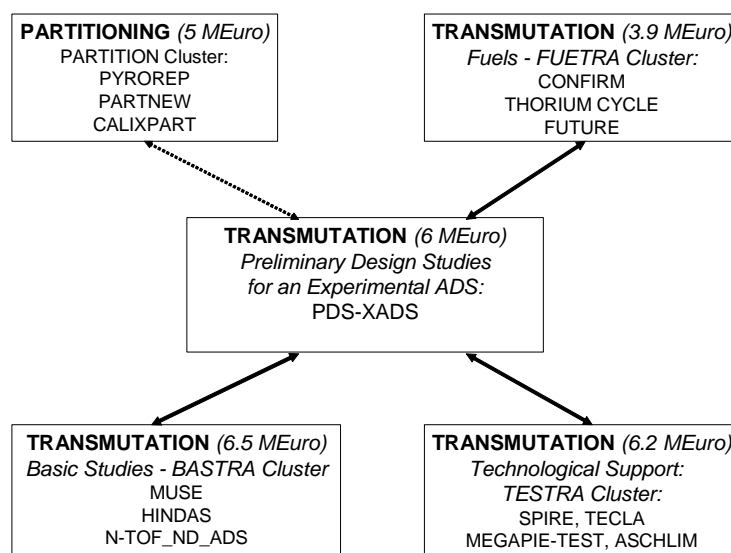 PARTITIONING (5 MEuro)
PARTITION Cluster:
PYROREP
PARTNEW
CALIXPART
TRANSMUTATION (3.9 MEuro)
Fuels - FUETRA Cluster:
CONFIRM
THORIUM CYCLE
FUTURE
TRANSMUTATION (6 MEuro)
Preliminary Design Studies
for an Experimental ADS:
PDS-XADS
TRANSMUTATION (6.5 MEuro)
Basic Studies - BASTRA Cluster
MUSE
HINDAS
N-TOF_ND_ADS
TRANSMUTATION (6.2 MEuro)
Technological Support:
TESTRA Cluster:
SPIRE, TECLA
MEGAPIE-TEST, ASCHLIM